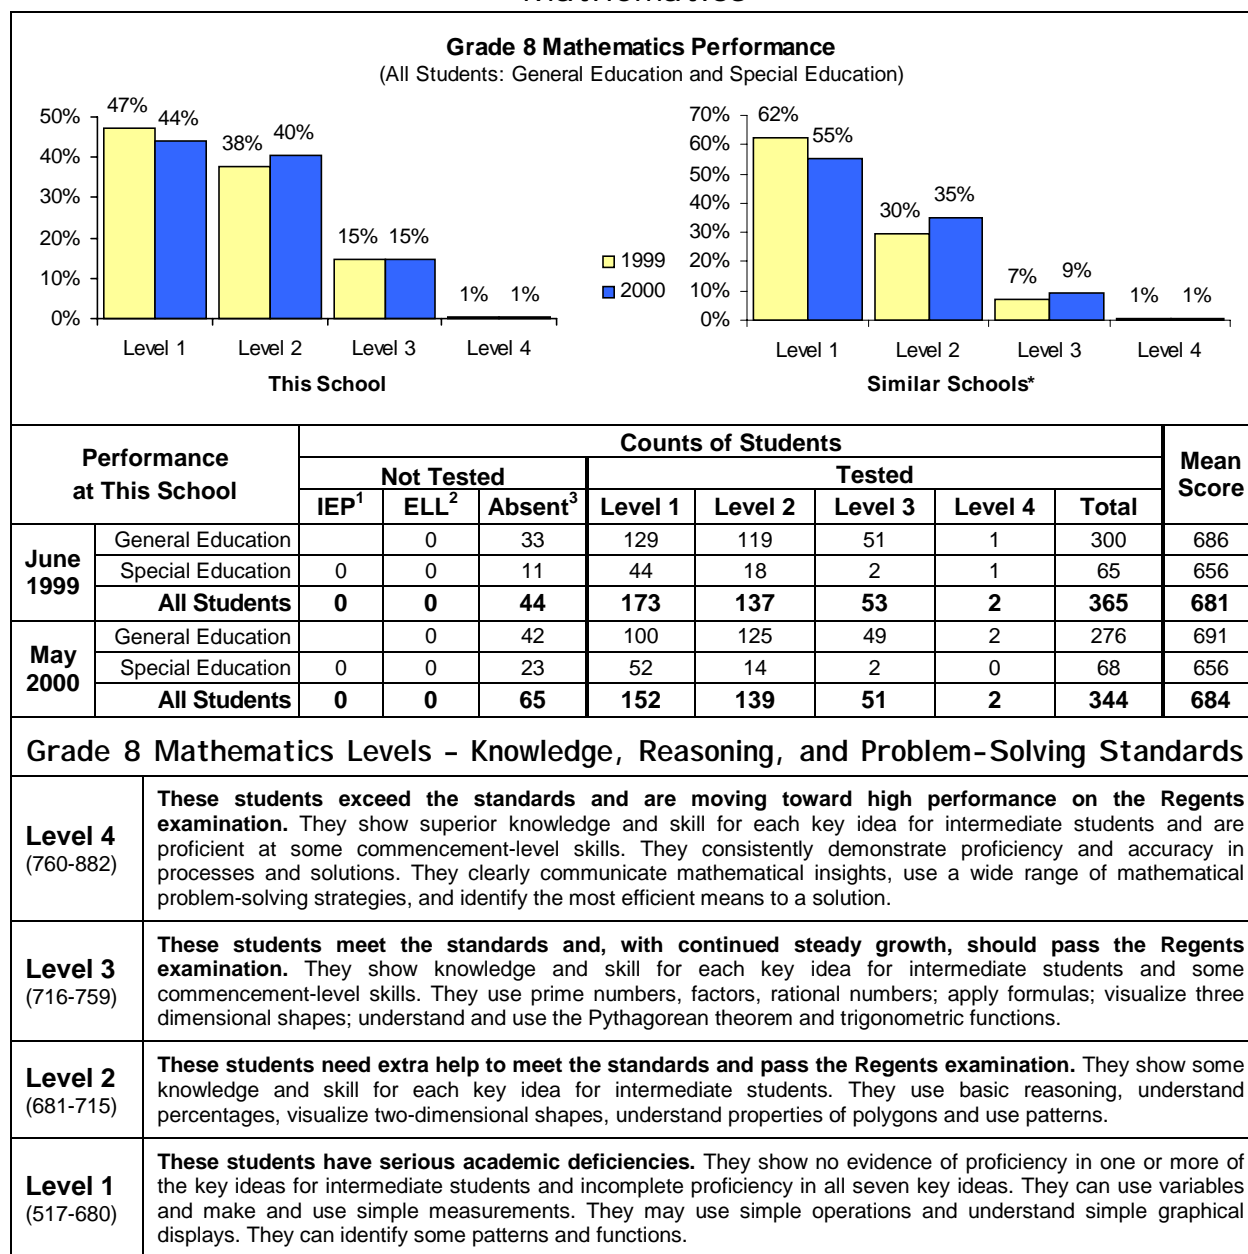 Mathematics
Grade 8 Mathematics Performance
(All Students: General Education and Special Education)
50%
40%
30%
20%
10%
0%
47%
44%
38%
40%
15%
15%
1%
1%
Level 1
Level 2
Level 3
Level 4
This School
1999
2000
70%
60%
50%
40%
30%
20%
10%
0%
62%
55%
30%
35%
7%
9%
1%
1%
Level 1
Level 2
Level 3
Level 4
Similar Schools*
Performance
at This School
Counts of Students
Mean
Score
Not Tested
Tested
IEP¹ ELL² Absent³ Level 1 Level 2 Level 3 Level 4 Total
June
1999
General Education 0 33 129 119 51 1 300 686
Special Education 0 0 11 44 18 2 1 65 656
All Students 0 0 44 173 137 53 2 365 681
May
2000
General Education 0 42 100 125 49 2 276 691
Special Education 0 0 23 52 14 2 0 68 656
All Students 0 0 65 152 139 51 2 344 684
Grade 8 Mathematics Levels – Knowledge, Reasoning, and Problem-Solving Standards
Level 4
(760-882)
These students exceed the standards and are moving toward high performance on the Regents
examination. They show superior knowledge and skill for each key idea for intermediate students and are
proficient at some commencement-level skills. They consistently demonstrate proficiency and accuracy in
processes and solutions. They clearly communicate mathematical insights, use a wide range of mathematical
problem-solving strategies, and identify the most efficient means to a solution.
Level 3
(716-759)
These students meet the standards and, with continued steady growth, should pass the Regents
examination. They show knowledge and skill for each key idea for intermediate students and some
commencement-level skills. They use prime numbers, factors, rational numbers; apply formulas; visualize three
dimensional shapes; understand and use the Pythagorean theorem and trigonometric functions.
Level 2
(681-715)
These students need extra help to meet the standards and pass the Regents examination. They show some
knowledge and skill for each key idea for intermediate students. They use basic reasoning, understand
percentages, visualize two-dimensional shapes, understand properties of polygons and use patterns.
Level 1
(517-680)
These students have serious academic deficiencies. They show no evidence of proficiency in one or more of
the key ideas for intermediate students and incomplete proficiency in all seven key ideas. They can use variables
and make and use simple measurements. They may use simple operations and understand simple graphical
displays. They can identify some patterns and functions.